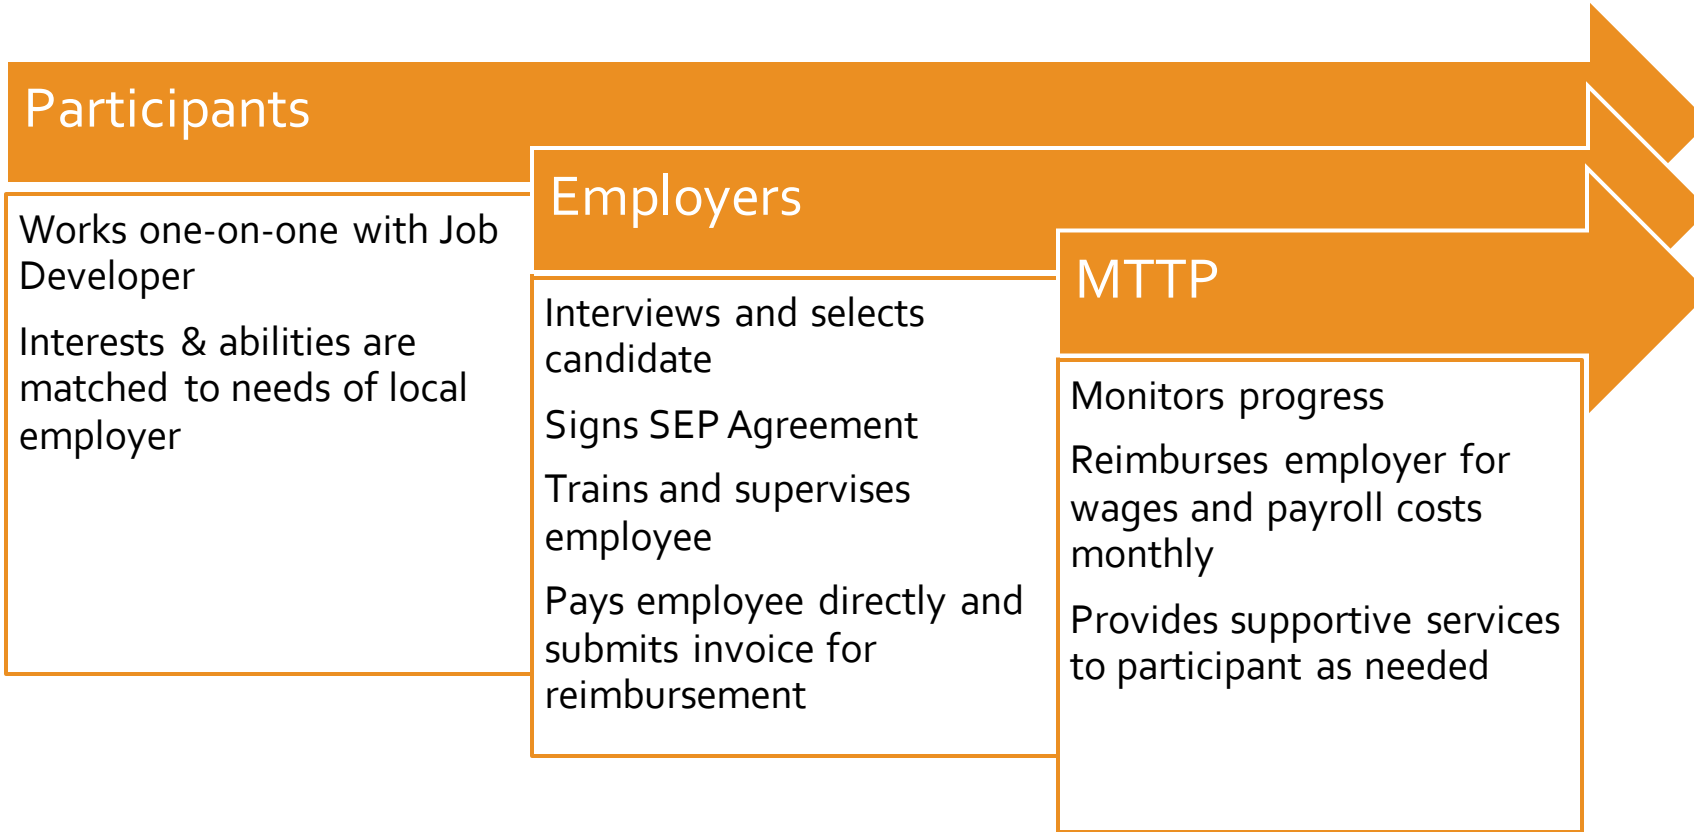 Participants
Works one-on-one with Job
Developer
Interests & abilities are
matched to needs of local
employer
Employers
Interviews and selects
candidate
Signs SEP Agreement
Trains and supervises
employee
Pays employee directly and
submits invoice for
reimbursement
MTTP
Monitors progress
Reimburses employer for
wages and payroll costs
monthly
Provides supportive services
to participant as needed